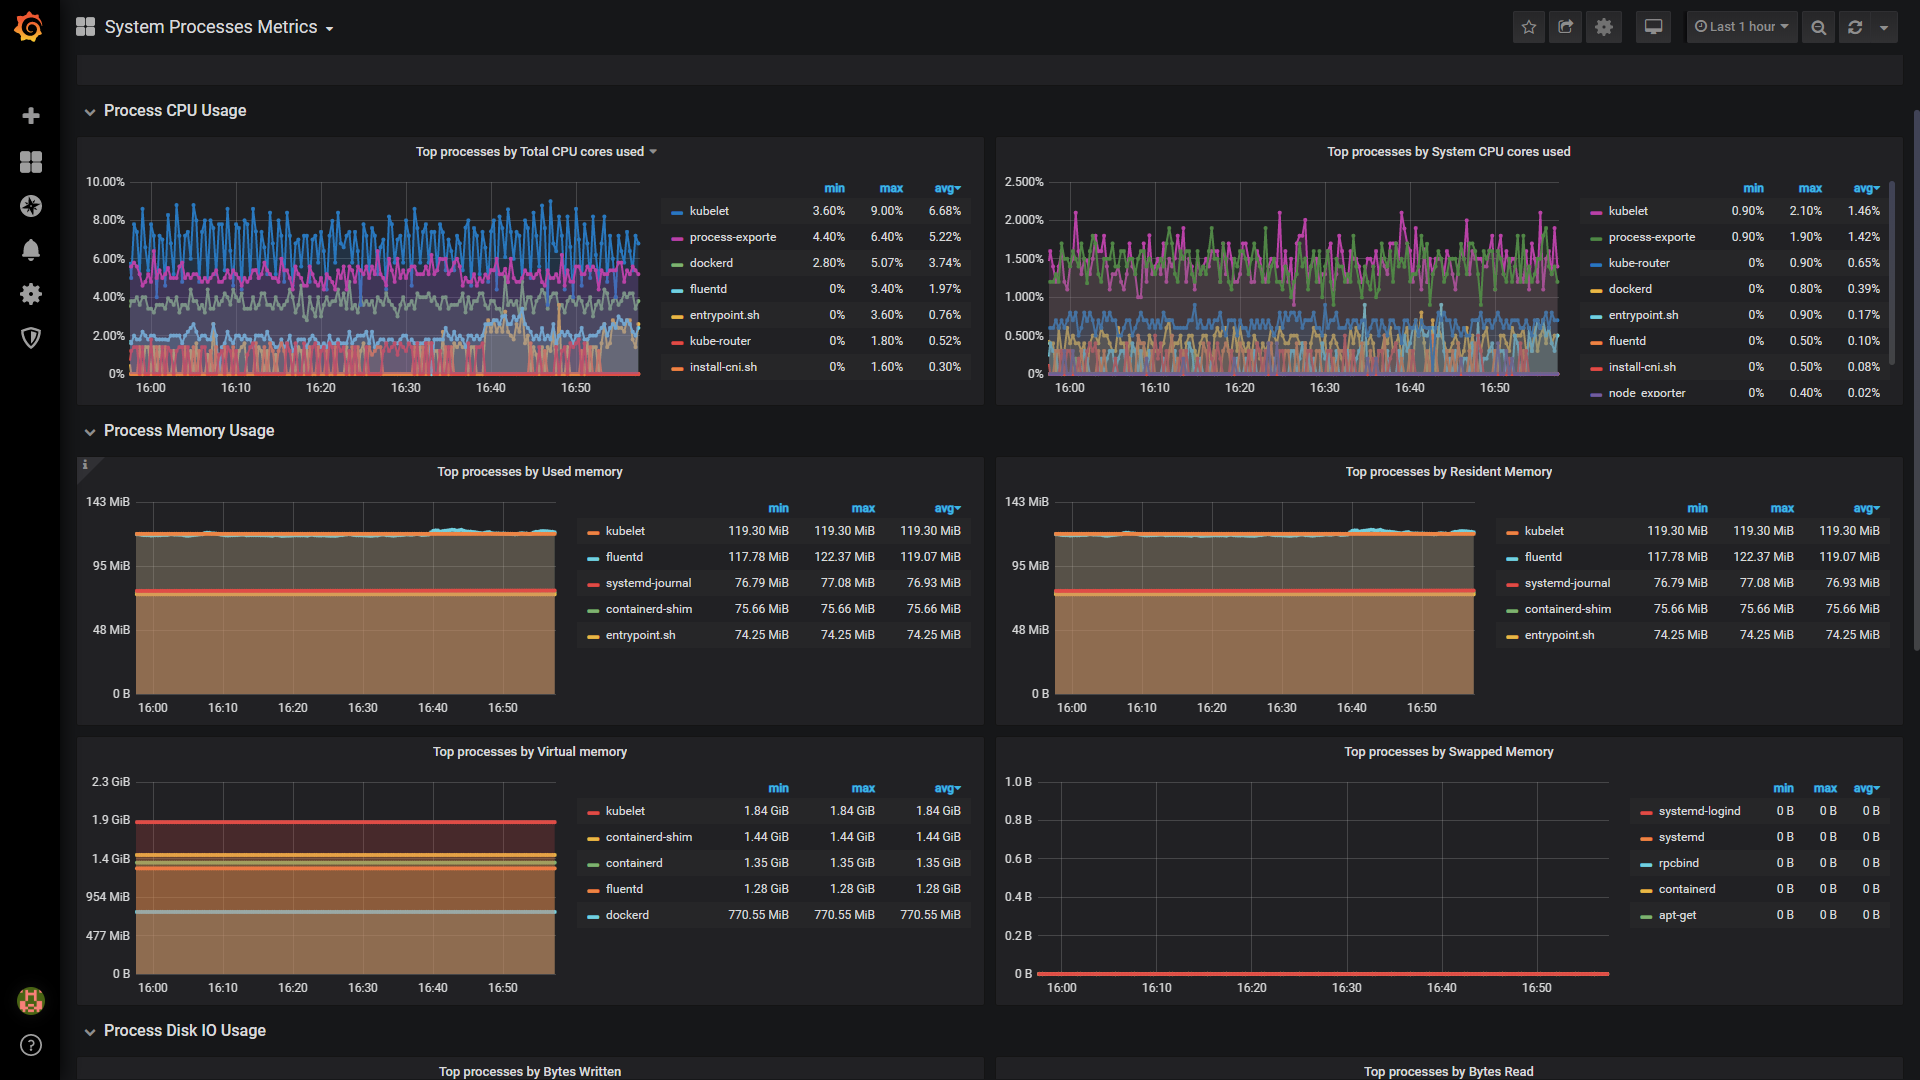 System Processes Metrics
Last 1 hour
Process CPU Usage
Top processes by Total CPU cores used
10.00%
8.00%
6.00%
4.00%
2.00%
0%
16:00 16:10 16:20 16:30 16:40 16:50
min max avg
kubelet 3.60% 9.00% 6.68%
process-exporte 4.40% 6.40% 5.22%
dockerd 2.80% 5.07% 3.74%
fluentd 0% 3.40% 1.97%
entrypoint.sh 0% 3.60% 0.76%
kube-router 0% 1.80% 0.52%
install-cni.sh 0% 1.60% 0.30%
Top processes by System CPU cores used
2.500%
2.000%
1.500%
1.000%
0.500%
0%
16:00 16:10 16:20 16:30 16:40 16:50
min max avg
kubelet 0.90% 2.10% 1.46%
process-exporte 0.90% 1.90% 1.42%
kube-router 0% 0.90% 0.65%
dockerd 0% 0.80% 0.39%
entrypoint.sh 0% 0.90% 0.17%
fluentd 0% 0.50% 0.10%
install-cni.sh 0% 0.50% 0.08%
node_exporter 0% 0.40% 0.02%
Process Memory Usage
i
Top processes by Used memory
143 MiB
95 MiB
48 MiB
0 B
16:00 16:10 16:20 16:30 16:40 16:50
min max avg
kubelet 119.30 MiB 119.30 MiB 119.30 MiB
fluentd 117.78 MiB 122.37 MiB 119.07 MiB
systemd-journal 76.79 MiB 77.08 MiB 76.93 MiB
containerd-shim 75.66 MiB 75.66 MiB 75.66 MiB
entrypoint.sh 74.25 MiB 74.25 MiB 74.25 MiB
Top processes by Resident Memory
143 MiB
95 MiB
48 MiB
0 B
16:00 16:10 16:20 16:30 16:40 16:50
min max avg
kubelet 119.30 MiB 119.30 MiB 119.30 MiB
fluentd 117.78 MiB 122.37 MiB 119.07 MiB
systemd-journal 76.79 MiB 77.08 MiB 76.93 MiB
containerd-shim 75.66 MiB 75.66 MiB 75.66 MiB
entrypoint.sh 74.25 MiB 74.25 MiB 74.25 MiB
Top processes by Virtual memory
2.3 GiB
1.9 GiB
1.4 GiB
954 MiB
477 MiB
0 B
16:00 16:10 16:20 16:30 16:40 16:50
min max avg
kubelet 1.84 GiB 1.84 GiB 1.84 GiB
containerd-shim 1.44 GiB 1.44 GiB 1.44 GiB
containerd 1.35 GiB 1.35 GiB 1.35 GiB
fluentd 1.28 GiB 1.28 GiB 1.28 GiB
dockerd 770.55 MiB 770.55 MiB 770.55 MiB
Top processes by Swapped Memory
1.0 B
0.8 B
0.6 B
0.4 B
0.2 B
0 B
16:00 16:10 16:20 16:30 16:40 16:50
min max avg
systemd-logind 0 B 0 B 0 B
systemd 0 B 0 B 0 B
rpcbind 0 B 0 B 0 B
containerd 0 B 0 B 0 B
apt-get 0 B 0 B 0 B
Process Disk IO Usage
Top processes by Bytes Written
Top processes by Bytes Read